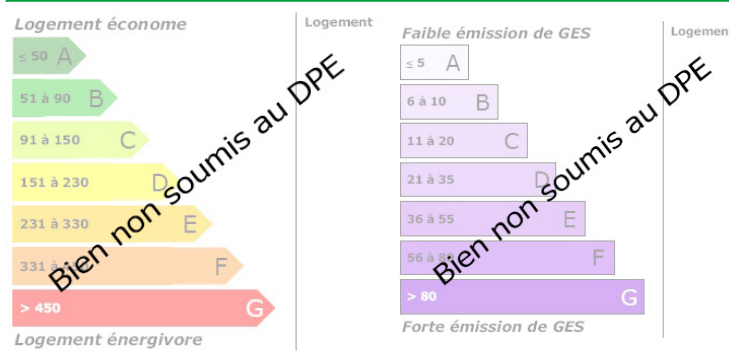 Logement économe
Logement
≤ 50 A
51 à 90 B
91 à 150 C
151 à 230 D
231 à 330 E
331 à F
> 450 G
Logement énergivore
Bien non soumis au DPE
Faible émission de GES
Logemen
≤ 5 A
6 à 10 B
11 à 20 C
21 à 35 D
36 à 55 E
56 à 80 F
> 80 G
Forte émission de GES
Bien non soumis au DPE